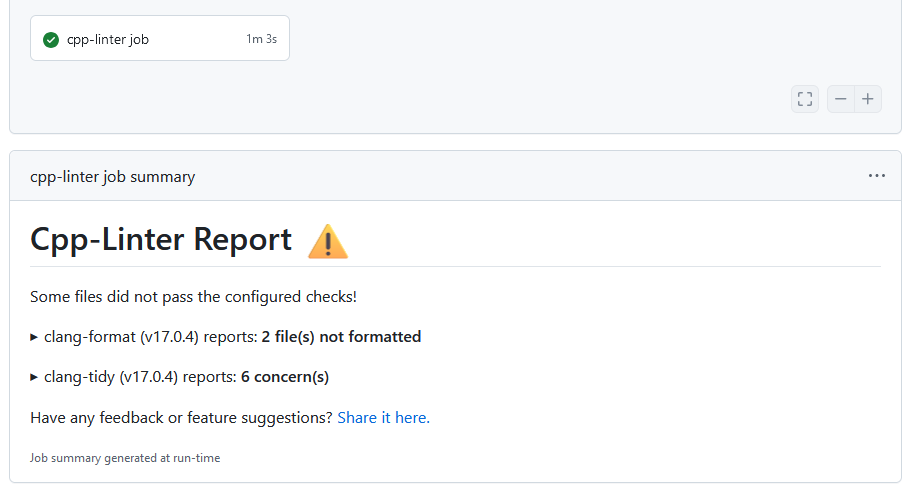 cpp-linter job 1m 3s
cpp-linter job summary
Cpp-Linter Report
Some files did not pass the configured checks!
clang-format (v17.0.4) reports: 2 file(s) not formatted
clang-tidy (v17.0.4) reports: 6 concern(s)
Have any feedback or feature suggestions? Share it here.
Job summary generated at run-time